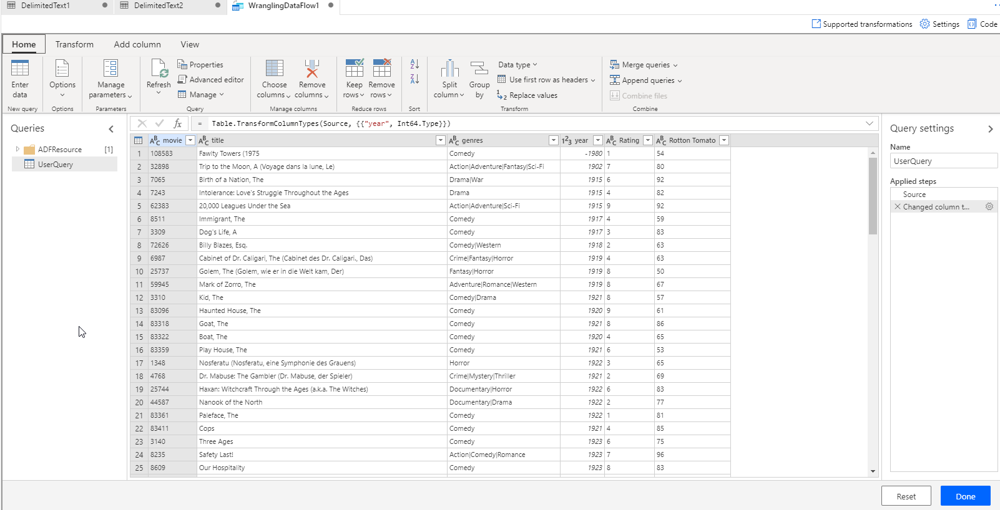 DelimitedText1 DelimitedText2 WranglingDataFlow1
Supported transformations Settings Code
Home Transform Add column View
Enter data
New query
Options
Options
Manage parameters
Parameters
Refresh
Properties
Advanced editor
Manage
Query
Choose columns
Remove columns
Manage columns
Keep rows
Remove rows
Reduce rows
Sort
Split column
Group by
Data type
Use first row as headers
Replace values
Transform
Merge queries
Append queries
Combine files
Combine
Queries
ADFResource [1]
UserQuery
fx = Table.TransformColumnTypes(Source, {{"year", Int64.Type}})
movie title genres year Rating Rotton Tomato
1 108583 Fawlty Towers (1975 Comedy -1980 1 54
2 32898 Trip to the Moon, A (Voyage dans la lune, Le) Action|Adventure|Fantasy|Sci-Fi 1902 7 80
3 7065 Birth of a Nation, The Drama|War 1915 6 92
4 7243 Intolerance: Love's Struggle Throughout the Ages Drama 1915 4 82
5 62383 20,000 Leagues Under the Sea Action|Adventure|Sci-Fi 1915 9 92
6 8511 Immigrant, The Comedy 1917 4 59
7 3309 Dog's Life, A Comedy 1917 3 83
8 72626 Billy Blazes, Esq. Comedy|Western 1918 2 63
9 6987 Cabinet of Dr. Caligari, The (Cabinet des Dr. Caligari., Das) Crime|Fantasy|Horror 1919 4 63
10 25737 Golem, The (Golem, wie er in die Welt kam, Der) Fantasy|Horror 1919 8 50
11 59945 Mark of Zorro, The Adventure|Romance|Western 1919 8 67
12 3310 Kid, The Comedy|Drama 1921 8 57
13 83096 Haunted House, The Comedy 1920 9 61
14 83318 Goat, The Comedy 1921 8 86
15 83322 Boat, The Comedy 1920 4 65
16 83359 Play House, The Comedy 1921 6 53
17 1348 Nosferatu (Nosferatu, eine Symphonie des Grauens) Horror 1922 3 65
18 4768 Dr. Mabuse: The Gambler (Dr. Mabuse, der Spieler) Crime|Mystery|Thriller 1921 2 69
19 25744 Haxan: Witchcraft Through the Ages (a.k.a. The Witches) Documentary|Horror 1922 6 83
20 44587 Nanook of the North Documentary|Drama 1922 2 77
21 83361 Paleface, The Comedy 1922 1 81
22 83411 Cops Comedy 1921 4 85
23 3140 Three Ages Comedy 1923 6 75
24 8235 Safety Last! Action|Comedy|Romance 1923 7 96
25 8609 Our Hospitality Comedy 1923 8 83
Query settings
Name
UserQuery
Applied steps
Source
Changed column t...
Reset Done